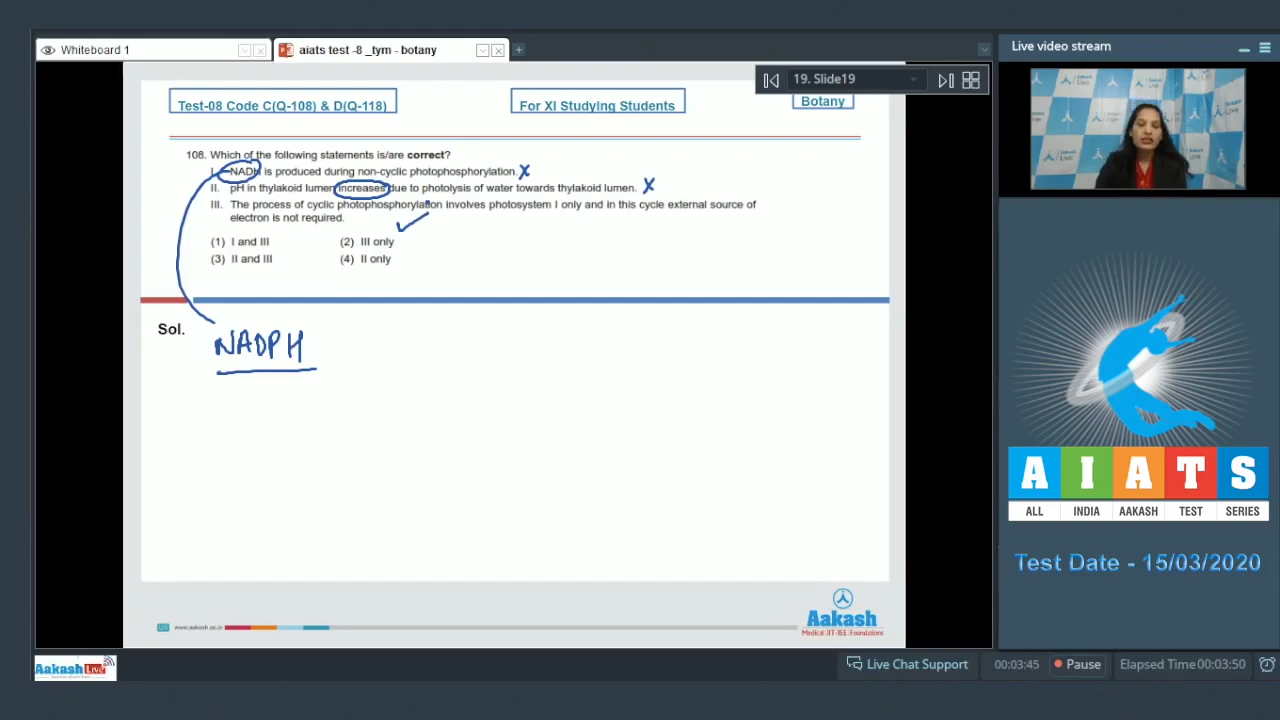 Whiteboard 1
aiats test -8 _tym - botany
Live video stream
19. Slide19
Test-08 Code C(Q-108) & D(Q-118)
For XI Studying Students
Botany
108. Which of the following statements is/are correct?
I. NADH is produced during non-cyclic photophosphorylation. X
II. pH in thylakoid lumen increases due to photolysis of water towards thylakoid lumen. X
III. The process of cyclic photophosphorylation involves photosystem I only and in this cycle external source of
electron is not required.
(1) I and III (2) III only
(3) II and III (4) II only
Sol.
NADPH
A I A T S
ALL INDIA AAKASH TEST SERIES
Test Date - 15/03/2020
www.aakash.ac.in
Aakash
Medical|IIT-JEE|Foundations
Aakash Live
Live Chat Support
00:03:45
Pause
Elapsed Time 00:03:50